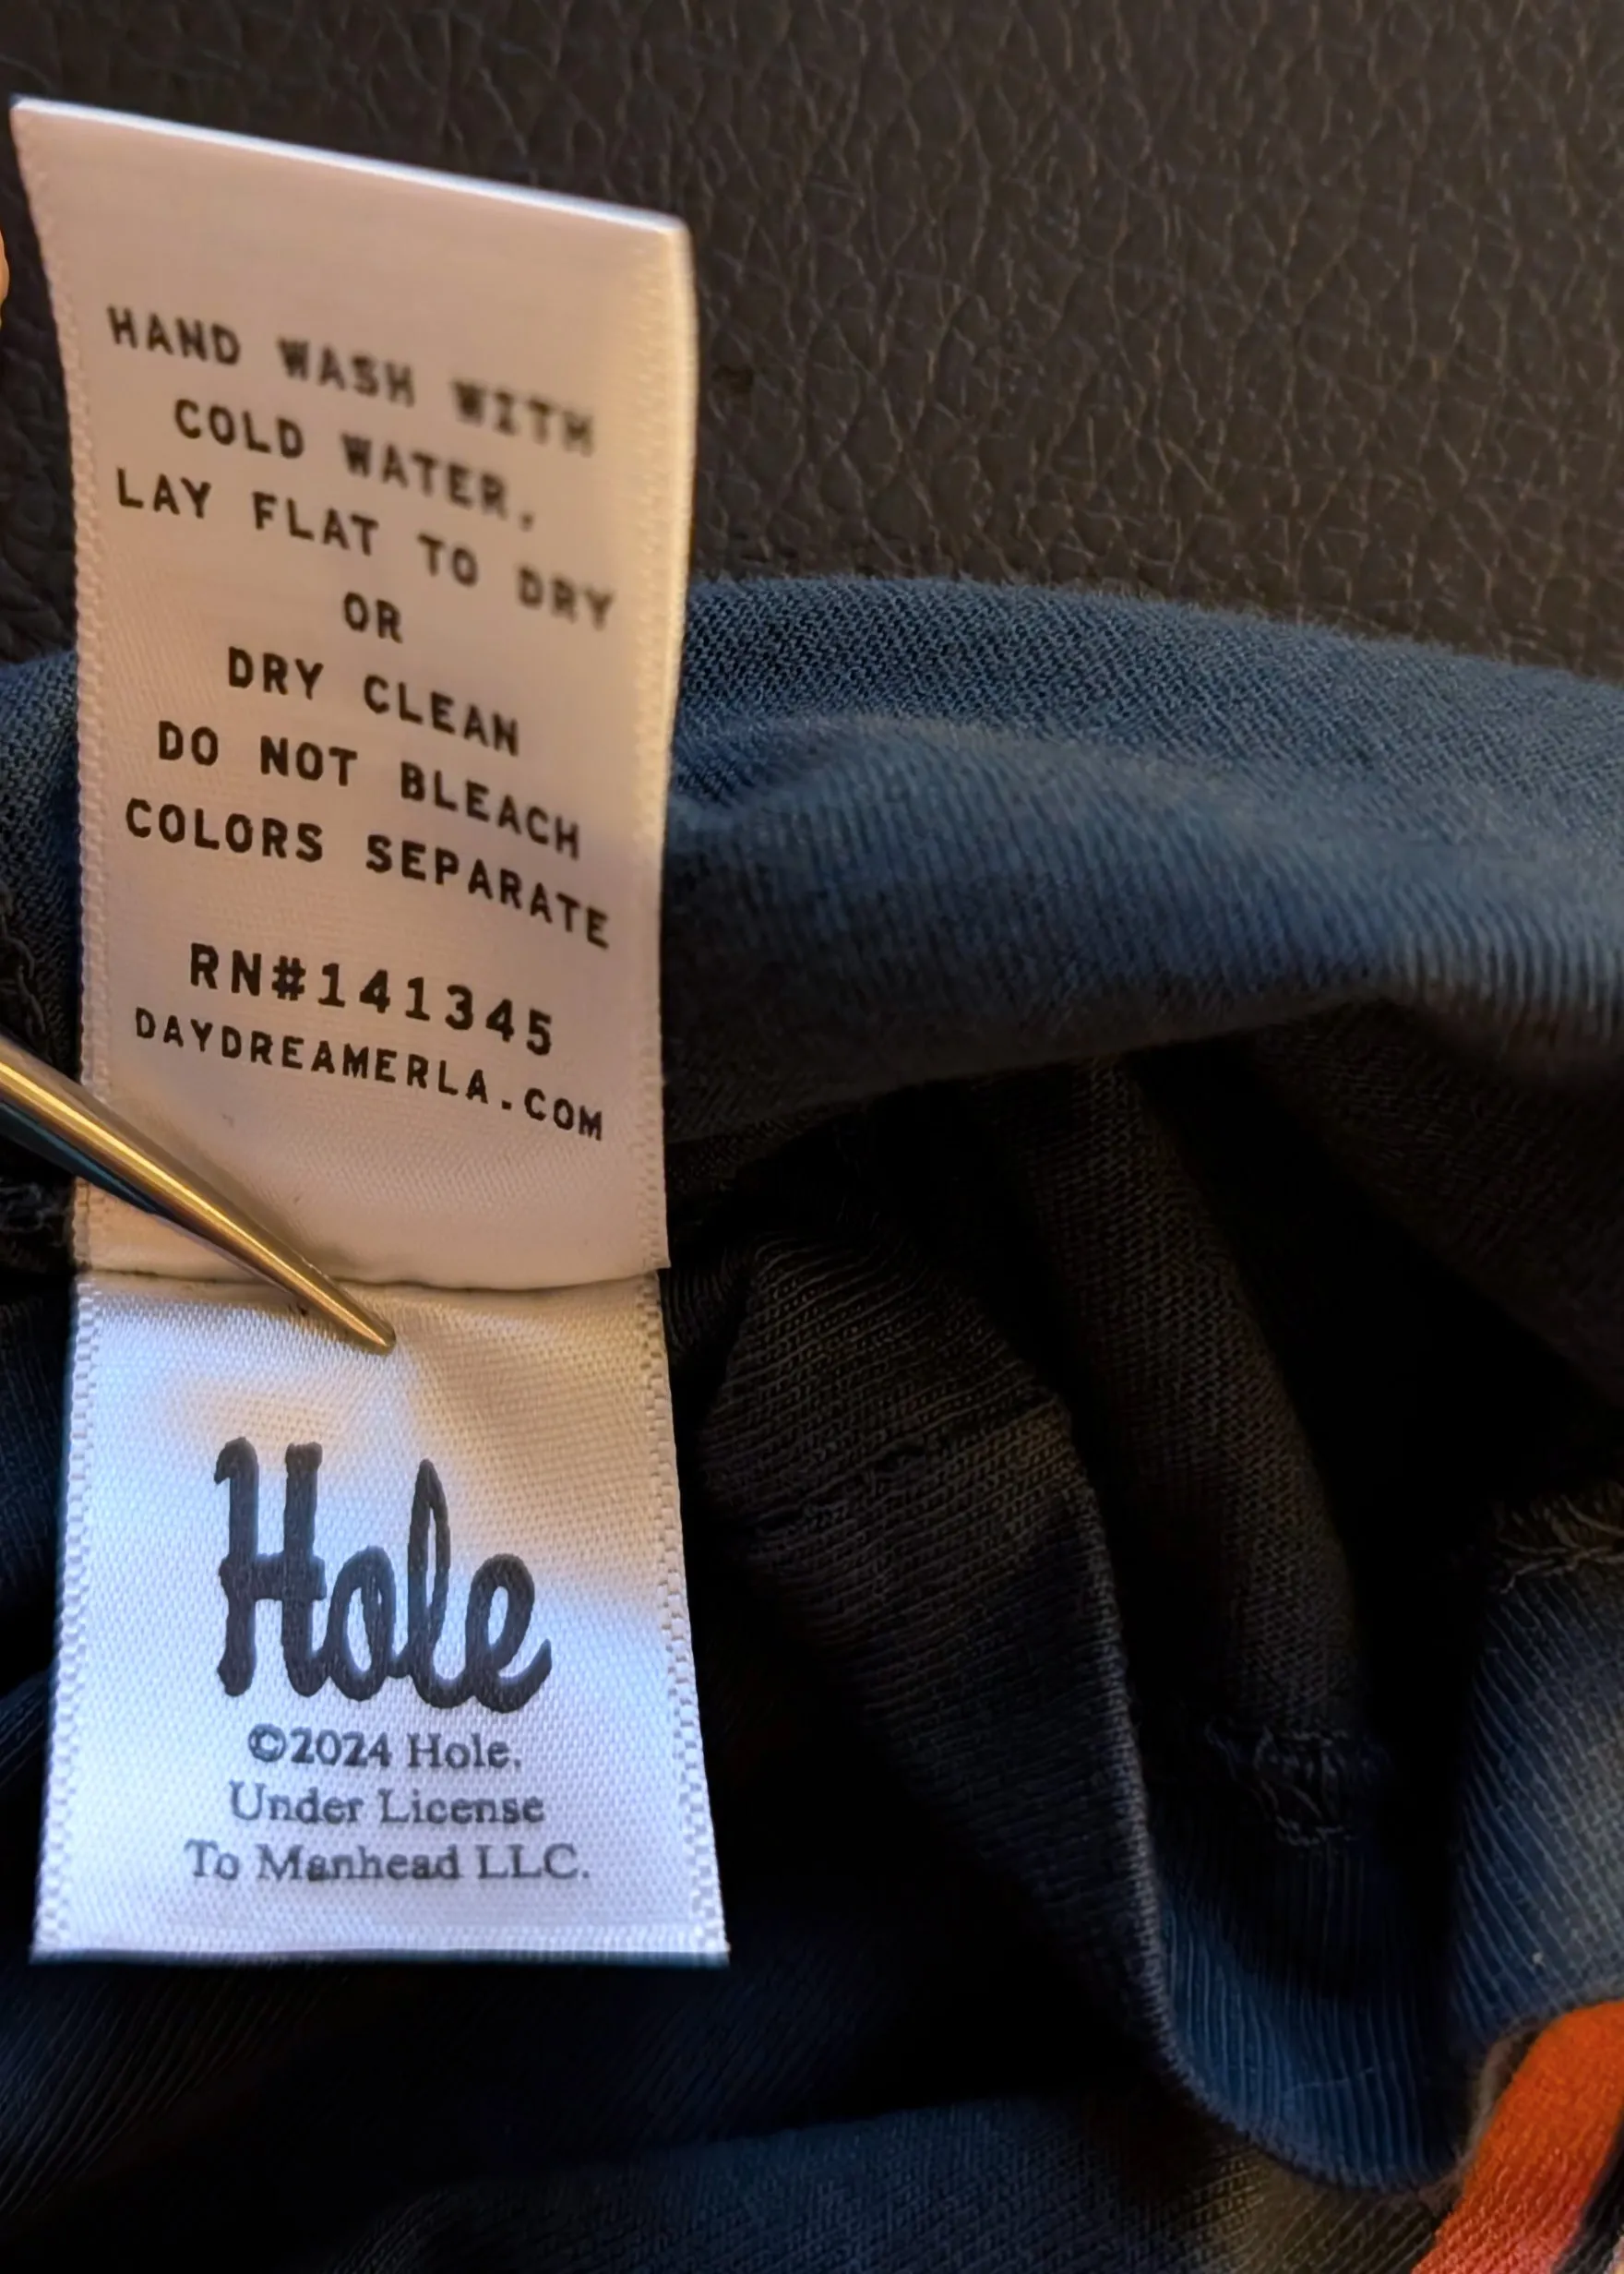 HAND WASH WITH
COLD WATER,
LAY FLAT TO DRY
OR
DRY CLEAN
DO NOT BLEACH
COLORS SEPARATE
RN#141345
DAYDREAMERLA.COM
Hole
©2024 Hole.
Under License
To Manhead LLC.